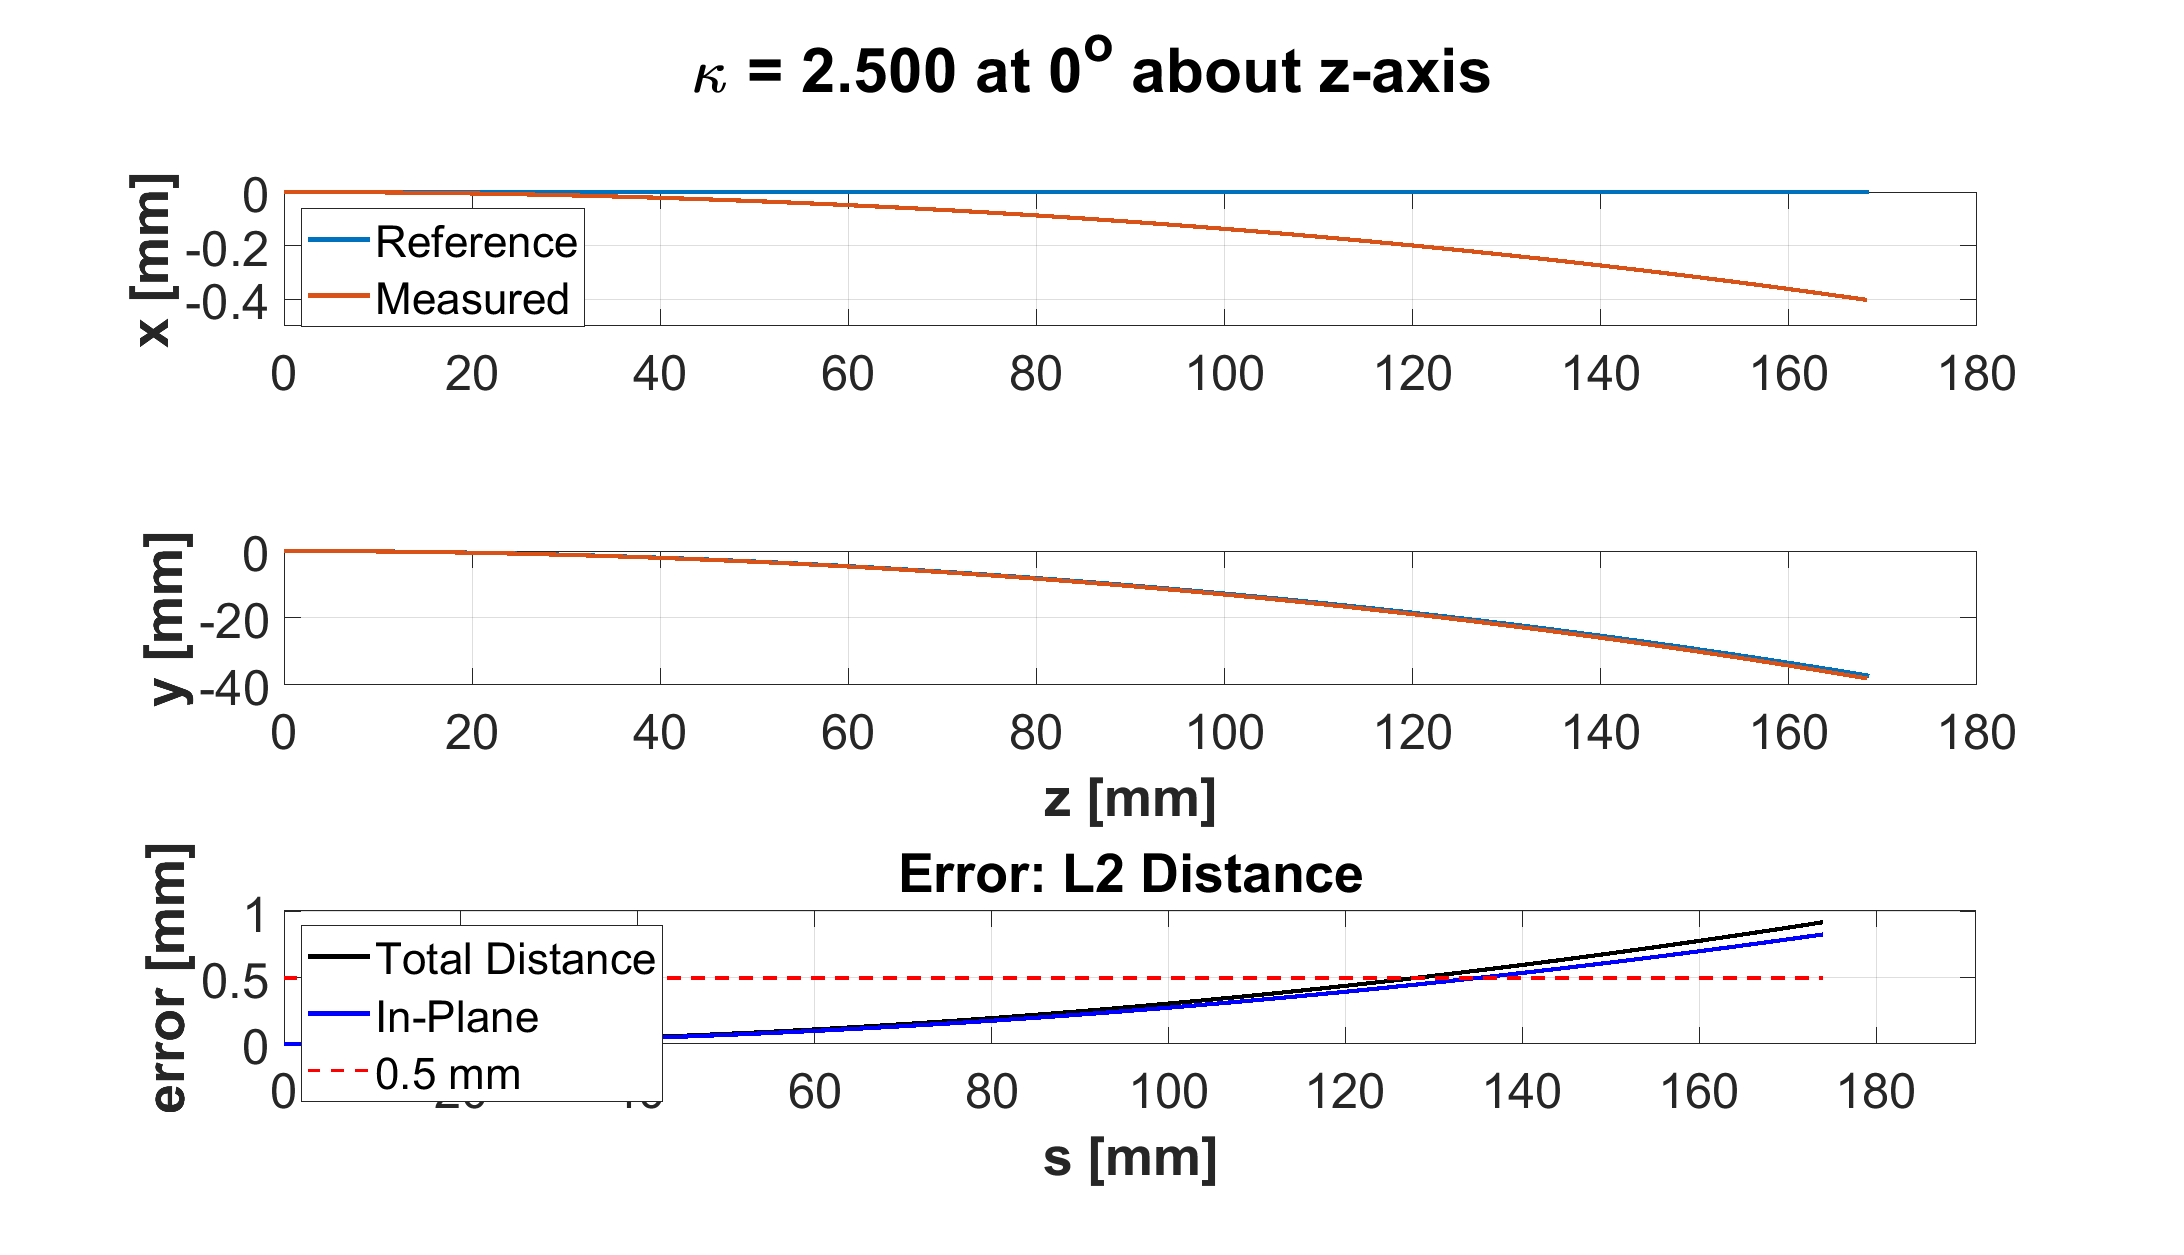 κ = 2.500 at 0° about z-axis
x [mm]
0
-0.2
-0.4
Reference
Measured
0 20 40 60 80 100 120 140 160 180
y [mm]
0
-20
-40
0 20 40 60 80 100 120 140 160 180
z [mm]
Error: L2 Distance
error [mm]
1
0.5
0
Total Distance
In-Plane
0.5 mm
0 60 80 100 120 140 160 180
s [mm]